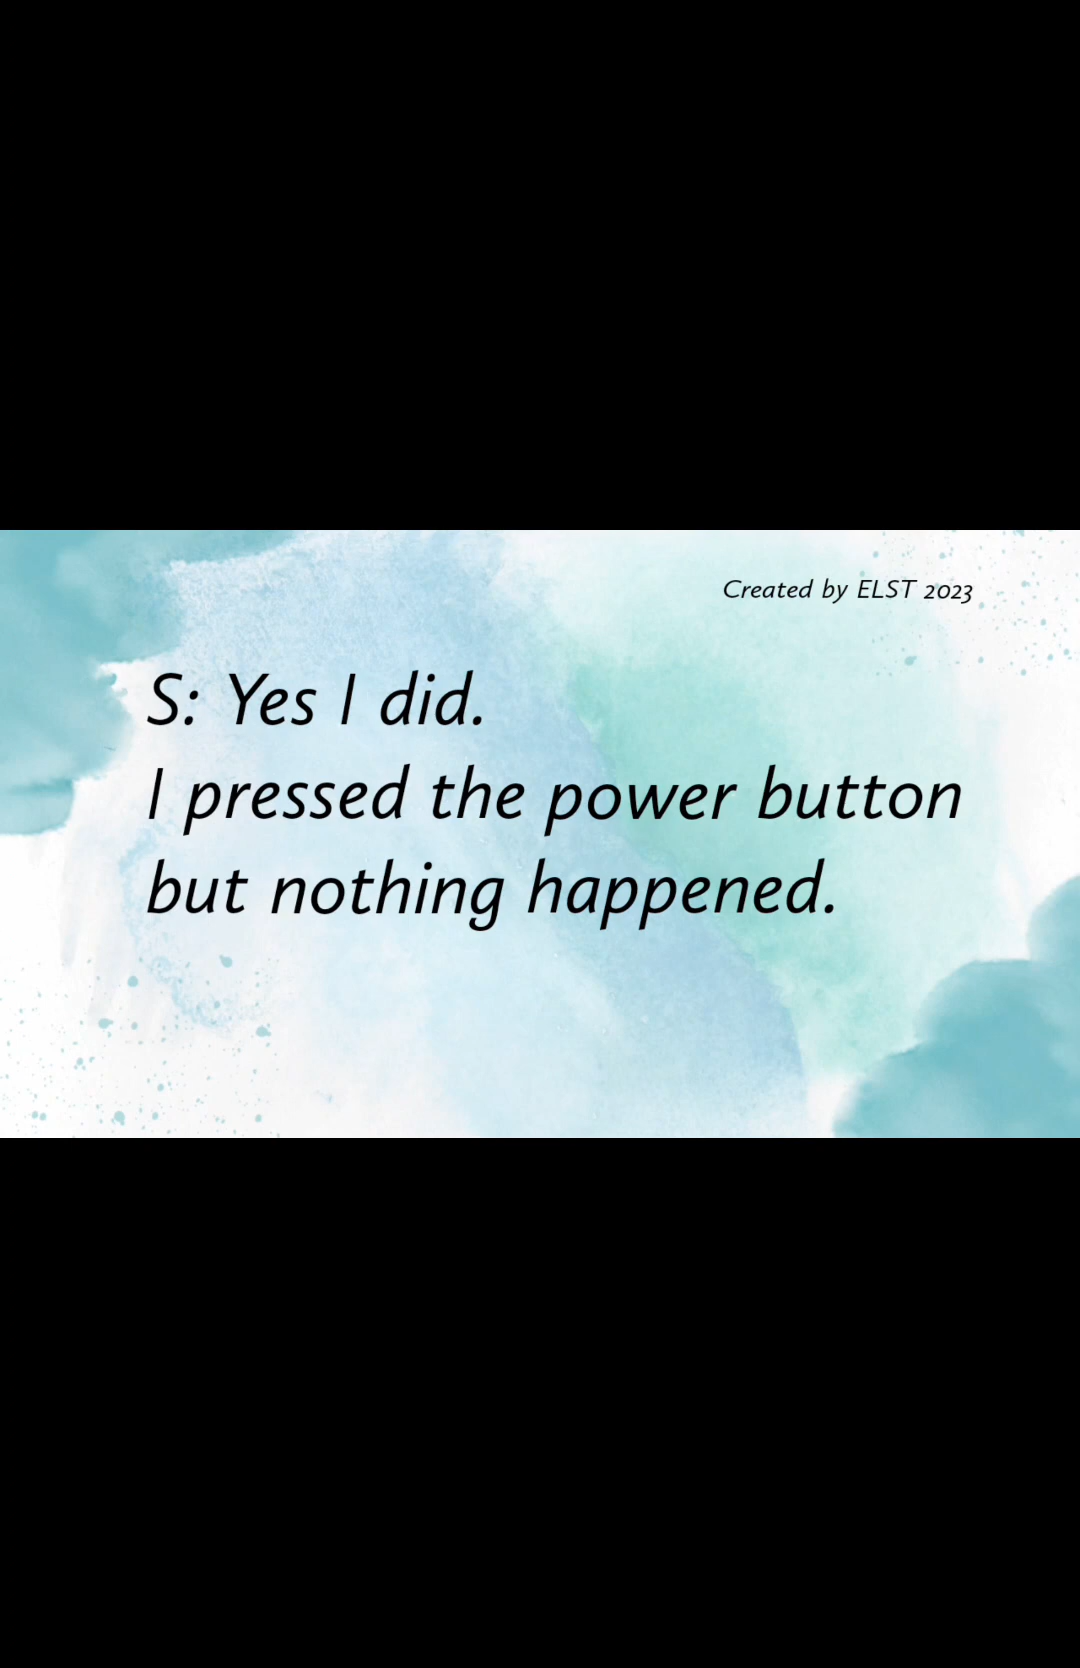 Created by ELST 2023
S: Yes I did.
I pressed the power button
but nothing happened.